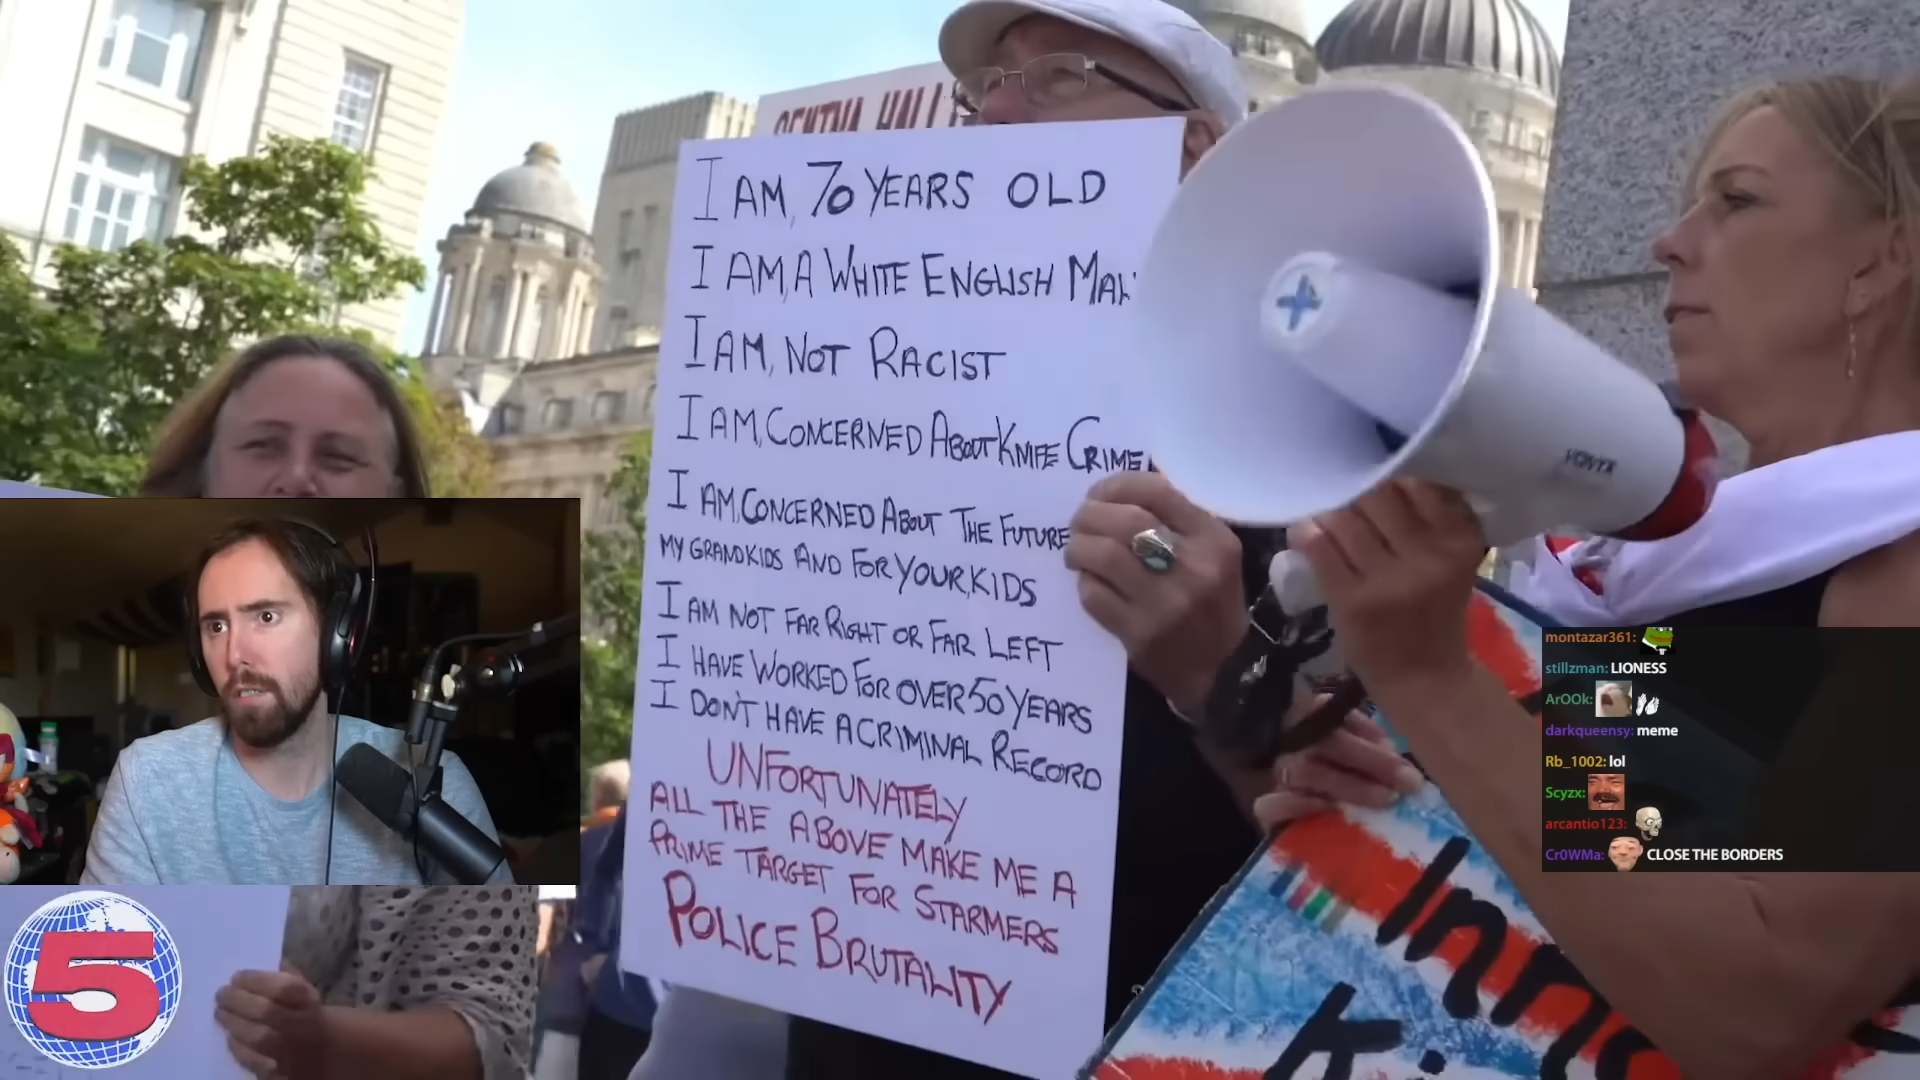 I AM, 70 YEARS OLD
I AM, A WHITE ENGLISH
I AM, NOT RACIST
I AM, CONCERNED ABOUT KNIFE CRIME
I AM, CONCERNED ABOUT THE FUTURE
MY GRANDKIDS AND FOR YOUR, KIDS
I AM NOT FAR RIGHT OR FAR LEFT
I HAVE WORKED FOR OVER 50 YEARS
I DON'T HAVE A CRIMINAL RECORD
UNFORTUNATELY
ALL THE ABOVE MAKE ME A
PRIME TARGET FOR STARMERS
POLICE BRUTALITY
montazar361:
stillzman: LIONESS
ArOOk:
darkqueensy: meme
Rb_1002: lol
Scyzx:
arcantio123:
Cr0WMa: CLOSE THE BORDERS
5